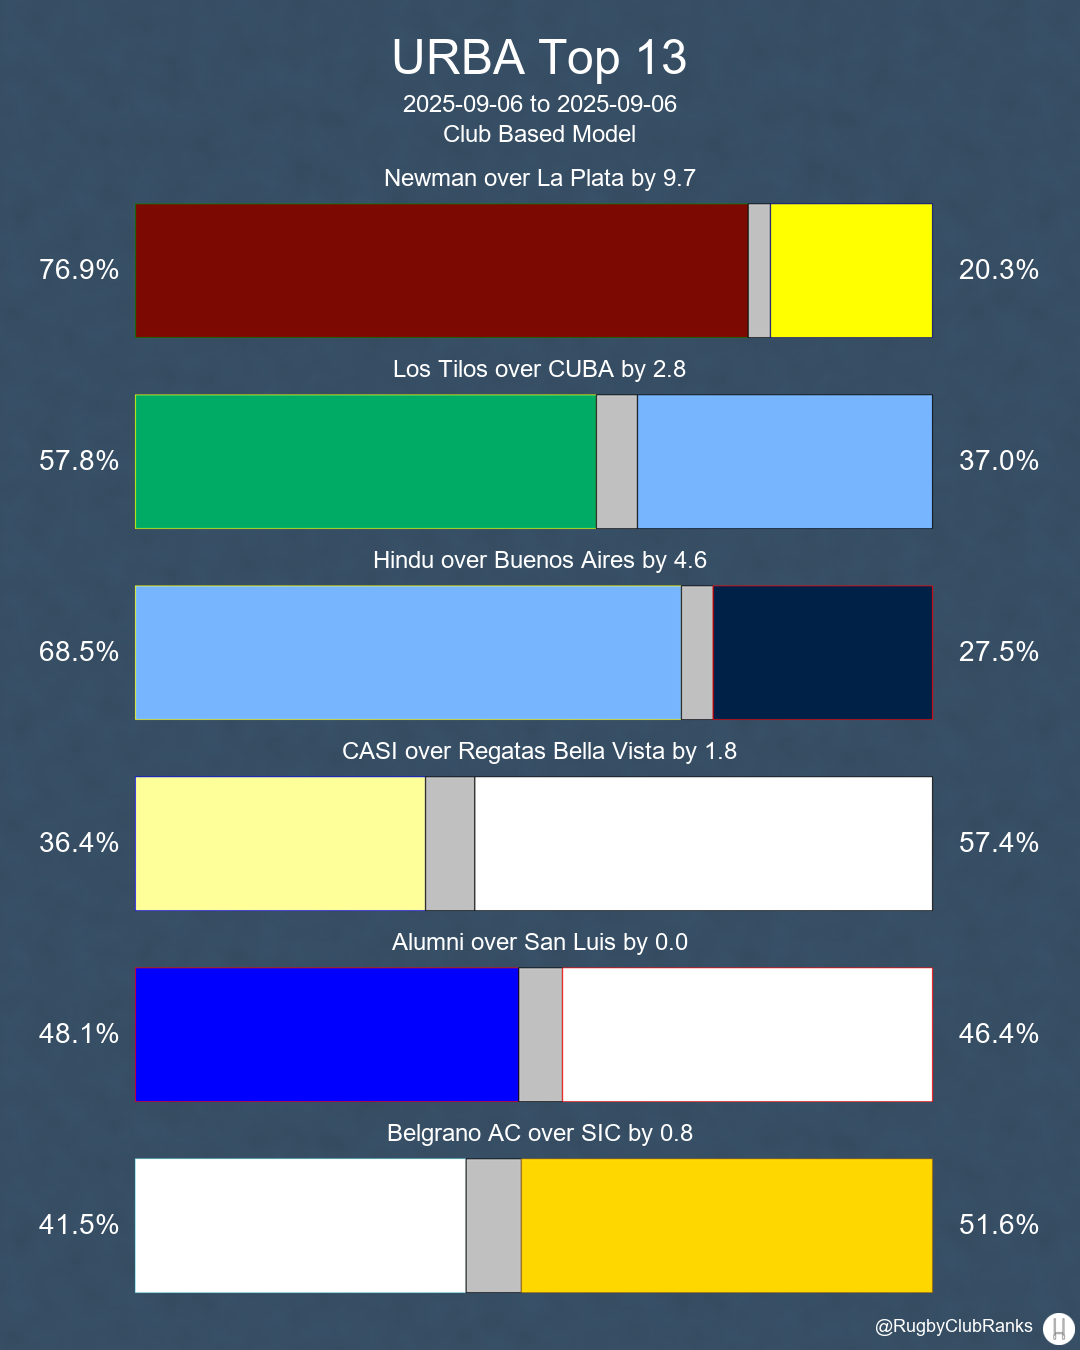 URBA Top 13
2025-09-06 to 2025-09-06
Club Based Model
Newman over La Plata by 9.7
76.9%
20.3%
Los Tilos over CUBA by 2.8
57.8%
37.0%
Hindu over Buenos Aires by 4.6
68.5%
27.5%
CASI over Regatas Bella Vista by 1.8
36.4%
57.4%
Alumni over San Luis by 0.0
48.1%
46.4%
Belgrano AC over SIC by 0.8
41.5%
51.6%
@RugbyClubRanks